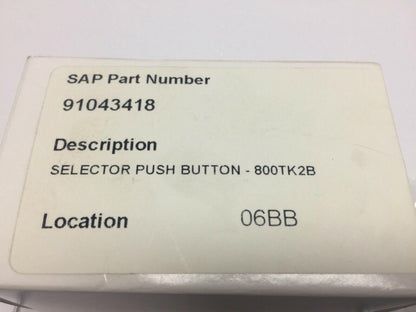 SAP Part Number
91043418
Description
SELECTOR PUSH BUTTON - 800TK2B
Location 06BB